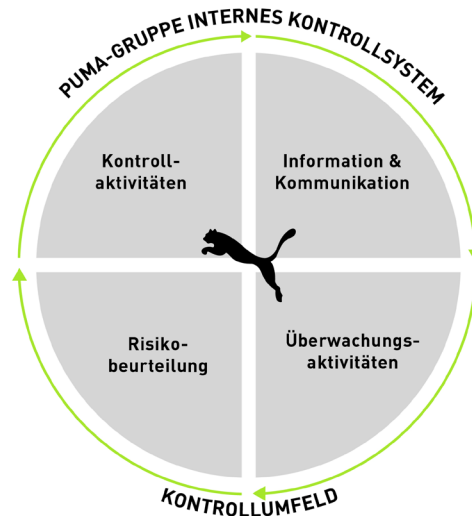 PUMA-GRUPPE INTERNES KONTROLLSYSTEM
Kontroll-
aktivitäten
Information &
Kommunikation
Risiko-
beurteilung
Überwachungs-
aktivitäten
KONTROLLUMFELD